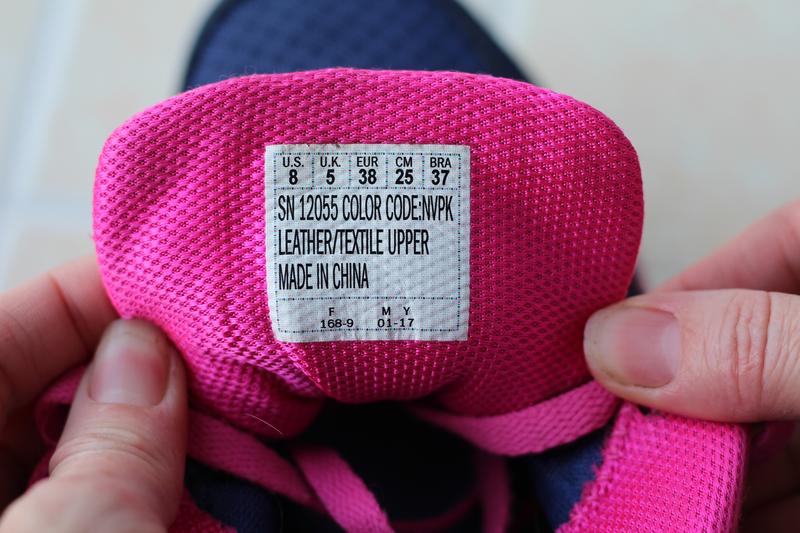 U.S. U.K. EUR CM BRA
8 5 38 25 37
SN 12055 COLOR CODE:NVPK
LEATHER/TEXTILE UPPER
MADE IN CHINA
F M Y
168-9 01-17